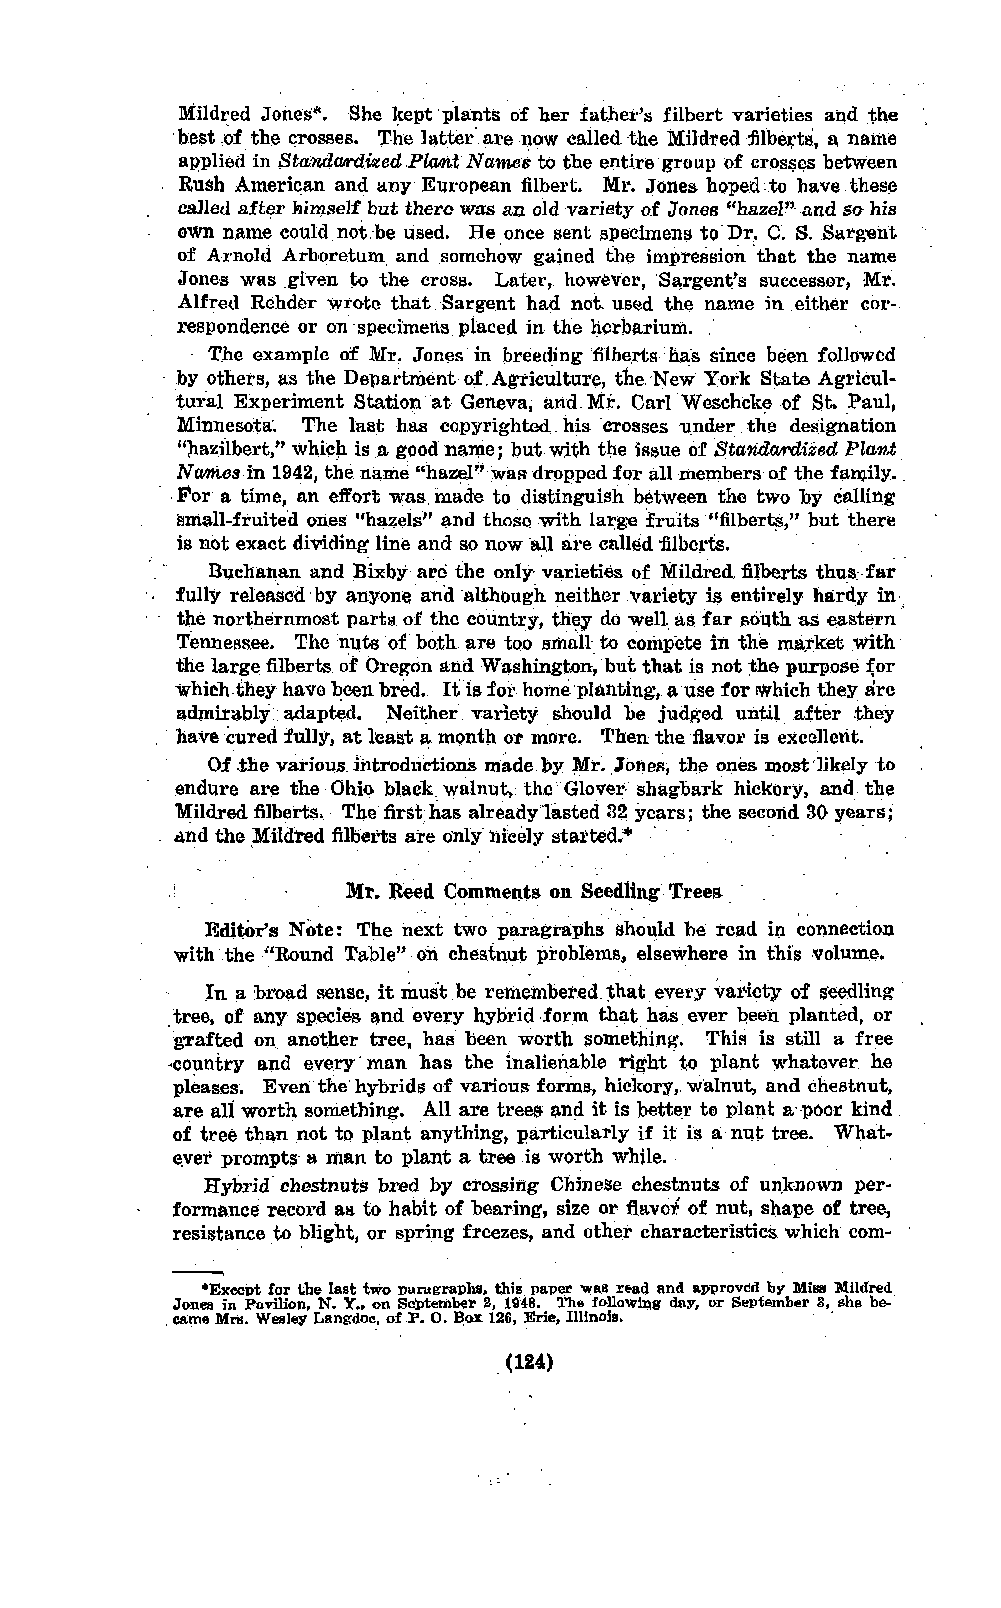 Mildred Jones*. She kept plants of her father's filbert varieties and the
best of the crosses. The latter are now called the Mildred filberts, a name
applied in Standardized Plant Names to the entire group of crosses between
Rush American and any European filbert. Mr. Jones hoped to have these
called after himself but there was an old variety of Jones "hazel" and so his
own name could not be used. He once sent specimens to Dr. C. S. Sargent
of Arnold Arboretum and somehow gained the impression that the name
Jones was given to the cross. Later, however, Sargent's successor, Mr.
Alfred Rehder wrote that Sargent had not used the name in either cor-
respondence or on specimens placed in the herbarium.
The example of Mr. Jones in breeding filberts has since been followed
by others, as the Department of Agriculture, the New York State Agricul-
tural Experiment Station at Geneva, and Mr. Carl Weschcke of St. Paul,
Minnesota. The last has copyrighted his crosses under the designation
"hazilbert," which is a good name; but with the issue of Standardized Plant
Names in 1942, the name "hazel" was dropped for all members of the family.
For a time, an effort was made to distinguish between the two by calling
small-fruited ones "hazels" and those with large fruits "filberts," but there
is not exact dividing line and so now all are called filberts.
Buchanan and Bixby are the only varieties of Mildred filberts thus far
fully released by anyone and although neither variety is entirely hardy in
the northernmost parts of the country, they do well as far south as eastern
Tennessee. The nuts of both are too small to compete in the market with
the large filberts of Oregon and Washington, but that is not the purpose for
which they have been bred. It is for home planting, a use for which they are
admirably adapted. Neither variety should be judged until after they
have cured fully, at least a month or more. Then the flavor is excellent.
Of the various introductions made by Mr. Jones, the ones most likely to
endure are the Ohio black walnut, the Glover shagbark hickory, and the
Mildred filberts. The first has already lasted 32 years; the second 30 years;
and the Mildred filberts are only nicely started.*
Mr. Reed Comments on Seedling Trees
Editor's Note: The next two paragraphs should be read in connection
with the "Round Table" on chestnut problems, elsewhere in this volume.
In a broad sense, it must be remembered that every variety of seedling
tree, of any species and every hybrid form that has ever been planted, or
grafted on another tree, has been worth something. This is still a free
country and every man has the inalienable right to plant whatever he
pleases. Even the hybrids of various forms, hickory, walnut, and chestnut,
are all worth something. All are trees and it is better to plant a poor kind
of tree than not to plant anything, particularly if it is a nut tree. What-
ever prompts a man to plant a tree is worth while.
Hybrid chestnuts bred by crossing Chinese chestnuts of unknown per-
formance record as to habit of bearing, size or flavor of nut, shape of tree,
resistance to blight, or spring freezes, and other characteristics which com-
*Except for the last two paragraphs, this paper was read and approved by Miss Mildred
Jones in Pavilion, N. Y., on September 2, 1948. The following day, or September 3, she be-
came Mrs. Wesley Langdoc, of P. O. Box 126, Erie, Illinois.
(124)